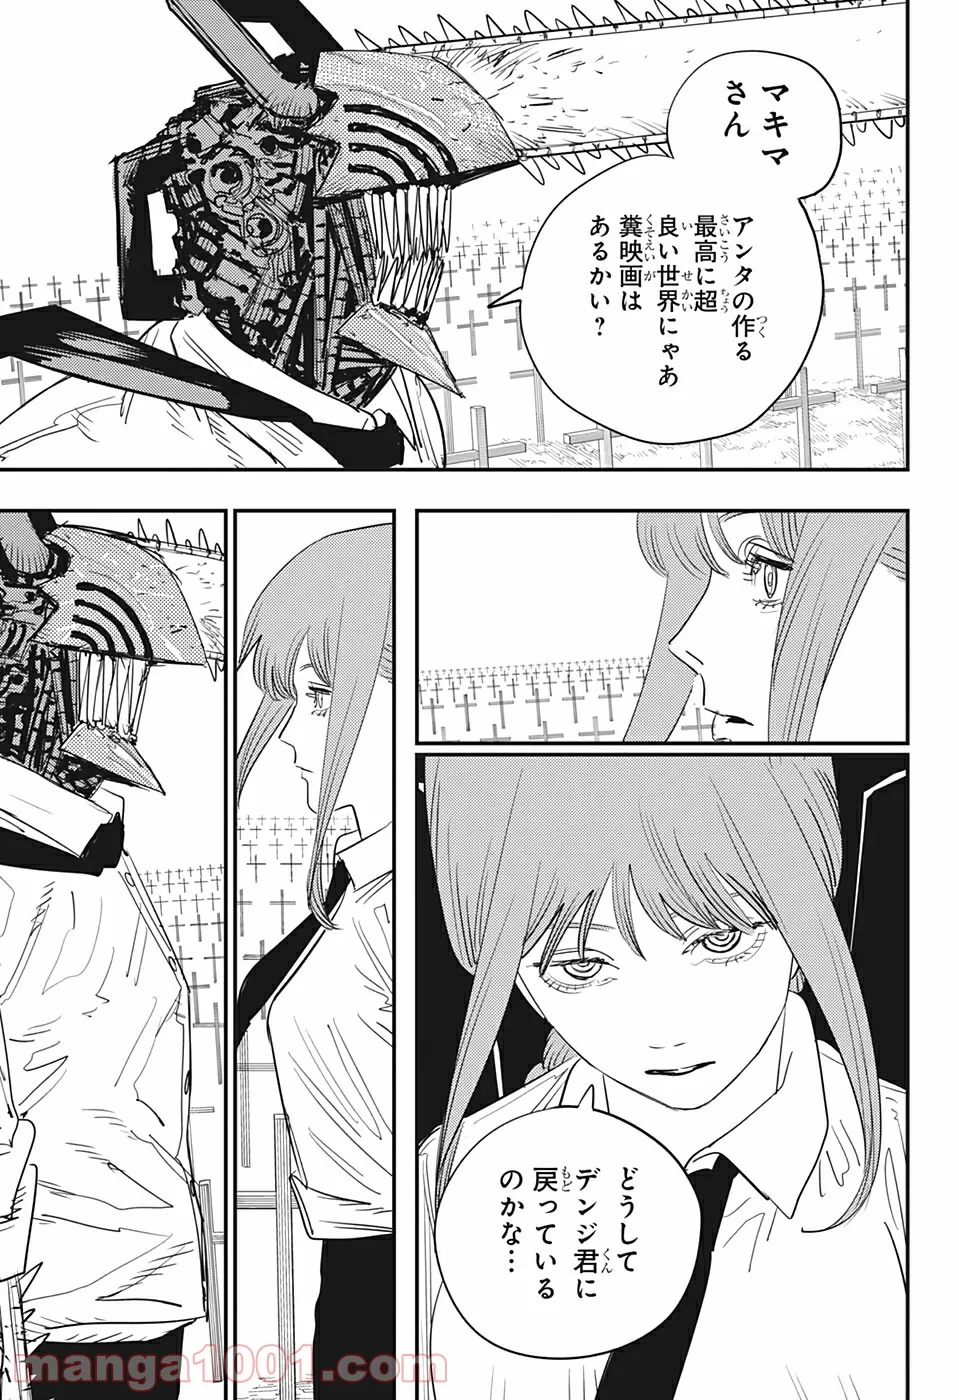 マキマ
さん
アンタの作る
最高に超
良い世界にゃあ
糞映画は
あるかい？
どうして
デンジ君に
戻っている
のかな…
manga1001.com